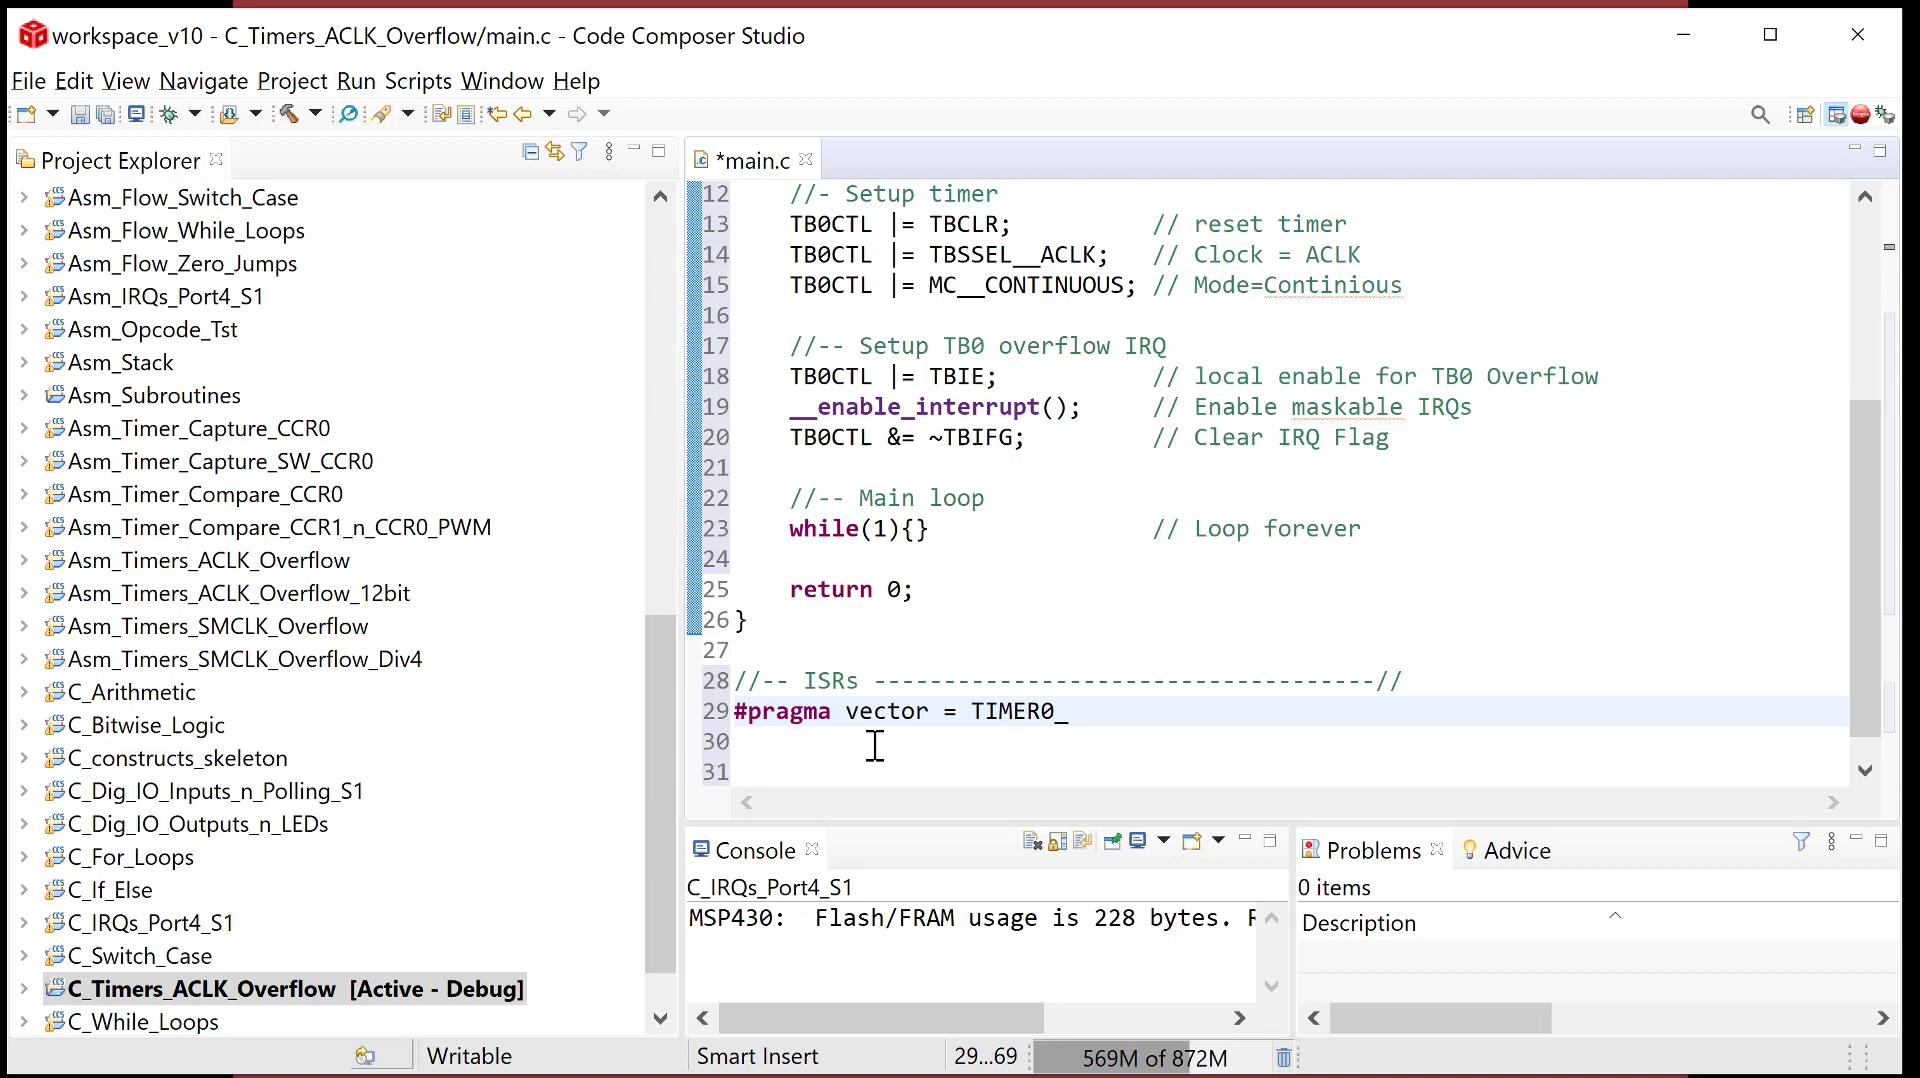 workspace_v10 - C_Timers_ACLK_Overflow/main.c - Code Composer Studio
File Edit View Navigate Project Run Scripts Window Help
Project Explorer
Asm_Flow_Switch_Case
Asm_Flow_While_Loops
Asm_Flow_Zero_Jumps
Asm_IRQs_Port4_S1
Asm_Opcode_Tst
Asm_Stack
Asm_Subroutines
Asm_Timer_Capture_CCR0
Asm_Timer_Capture_SW_CCR0
Asm_Timer_Compare_CCR0
Asm_Timer_Compare_CCR1_n_CCR0_PWM
Asm_Timers_ACLK_Overflow
Asm_Timers_ACLK_Overflow_12bit
Asm_Timers_SMCLK_Overflow
Asm_Timers_SMCLK_Overflow_Div4
C_Arithmetic
C_Bitwise_Logic
C_constructs_skeleton
C_Dig_IO_Inputs_n_Polling_S1
C_Dig_IO_Outputs_n_LEDs
C_For_Loops
C_If_Else
C_IRQs_Port4_S1
C_Switch_Case
C_Timers_ACLK_Overflow [Active - Debug]
C_While_Loops
*main.c
12 //- Setup timer
13 TB0CTL |= TBCLR; // reset timer
14 TB0CTL |= TBSSEL__ACLK; // Clock = ACLK
15 TB0CTL |= MC__CONTINUOUS; // Mode=Continious
16
17 //-- Setup TB0 overflow IRQ
18 TB0CTL |= TBIE; // local enable for TB0 Overflow
19 __enable_interrupt(); // Enable maskable IRQs
20 TB0CTL &= ~TBIFG; // Clear IRQ Flag
21
22 //-- Main loop
23 while(1){} // Loop forever
24
25 return 0;
26 }
27
28 //-- ISRs ------------------------------------//
29 #pragma vector = TIMER0_
30
31
Console
C_IRQs_Port4_S1
MSP430: Flash/FRAM usage is 228 bytes.
Problems Advice
0 items
Description
Writable Smart Insert 29...69 569M of 872M